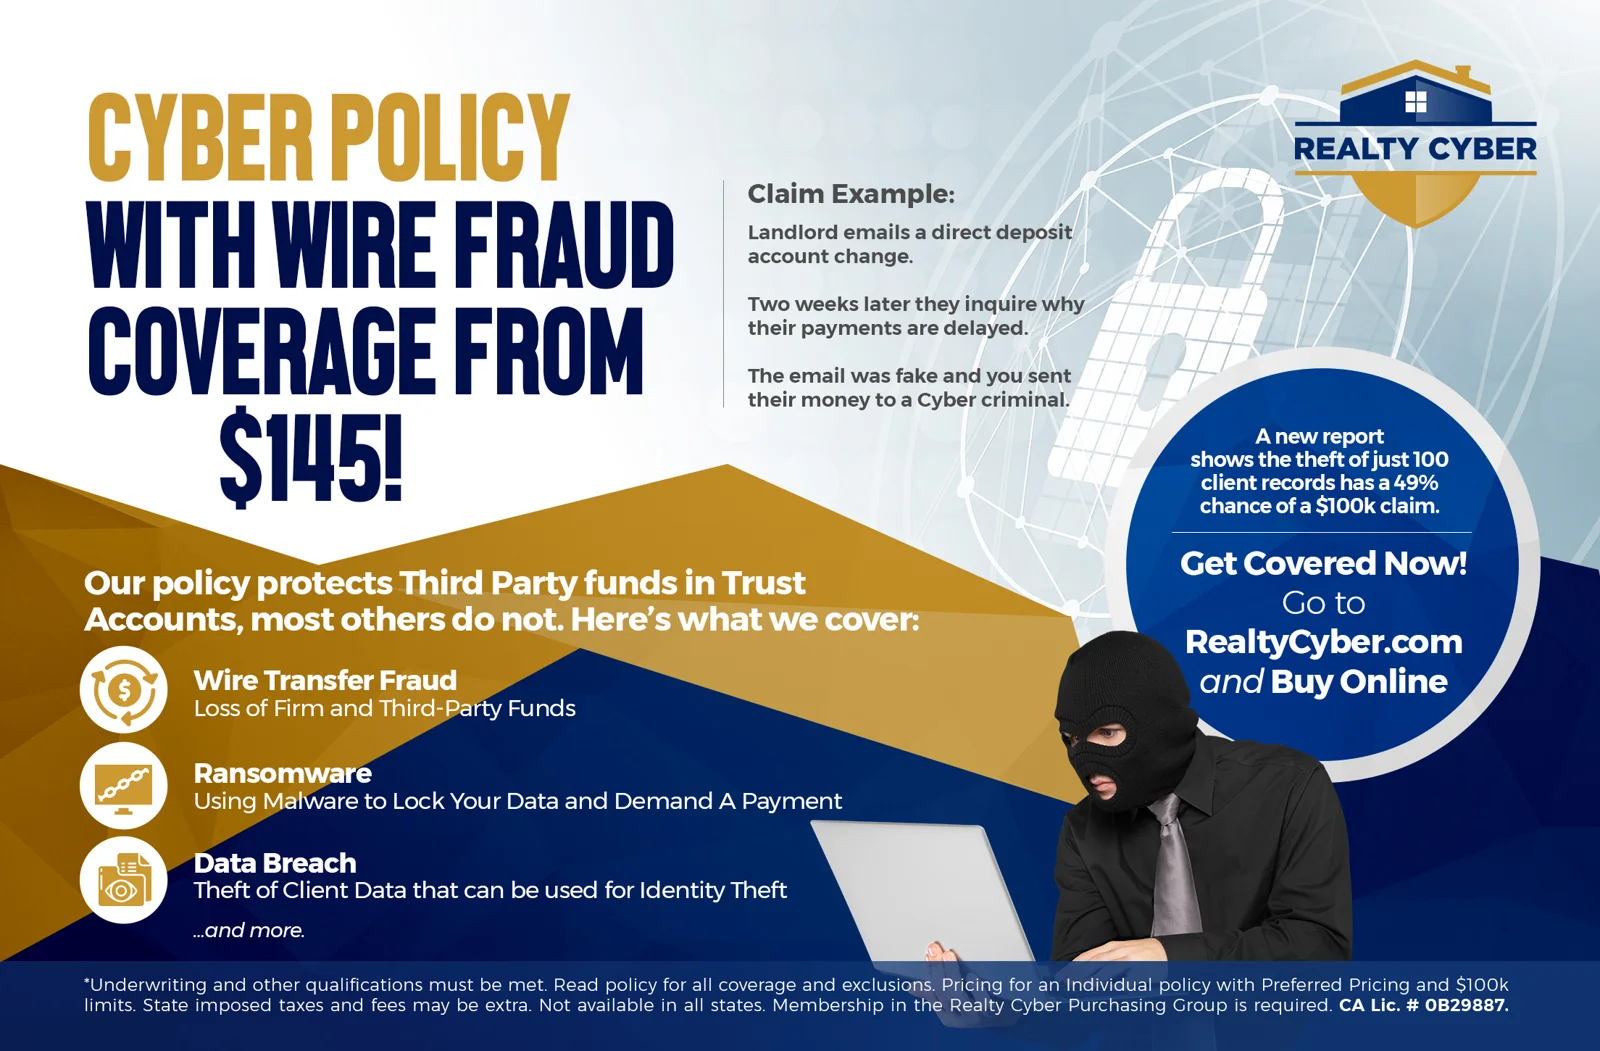 CYBER POLICY
WITH WIRE FRAUD
COVERAGE FROM
$145!
Claim Example:
Landlord emails a direct deposit
account change.
Two weeks later they inquire why
their payments are delayed.
The email was fake and you sent
their money to a Cyber criminal.
REALTY CYBER
A new report
shows the theft of just 100
client records has a 49%
chance of a $100k claim.
Get Covered Now!
Go to
RealtyCyber.com
and Buy Online
Our policy protects Third Party funds in Trust
Accounts, most others do not. Here's what we cover:
$
Wire Transfer Fraud
Loss of Firm and Third-Party Funds
Ransomware
Using Malware to Lock Your Data and Demand A Payment
Data Breach
Theft of Client Data that can be used for Identity Theft
...and more.
*Underwriting and other qualifications must be met. Read policy for all coverage and exclusions. Pricing for an Individual policy with Preferred Pricing and $100k
limits. State imposed taxes and fees may be extra. Not available in all states. Membership in the Realty Cyber Purchasing Group is required. CA Lic. # 0B29887.